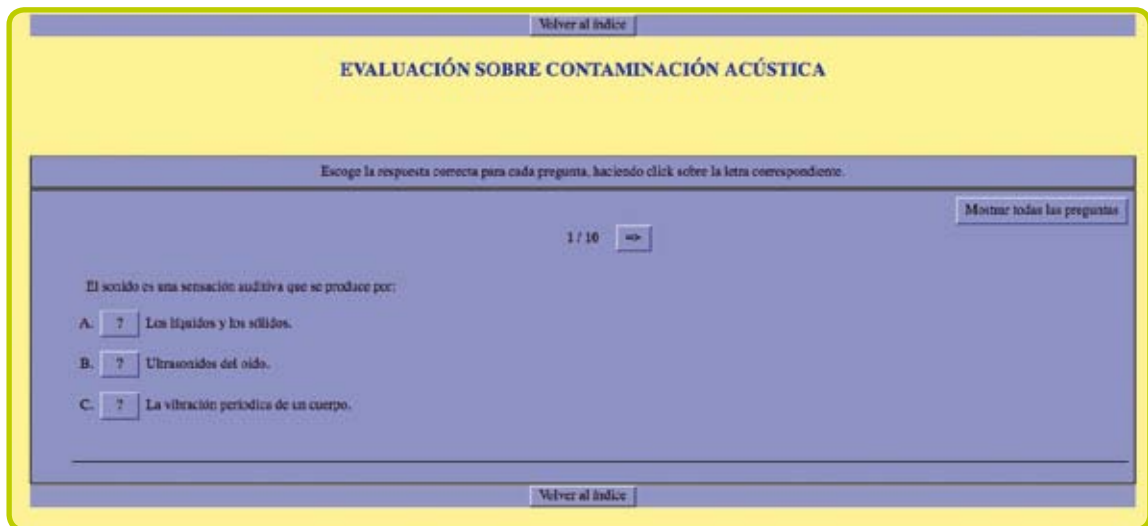 Volver al índice
EVALUACIÓN SOBRE CONTAMINACIÓN ACÚSTICA
Escoge la respuesta correcta para cada pregunta, haciendo click sobre la letra correspondiente.
Mostrar todas las preguntas
1 / 10 =>
El sonido es una sensación auditiva que se produce por:
A. ? Los líquidos y los sólidos.
B. ? Ultrasonidos del oído.
C. ? La vibración periodica de un cuerpo.
Volver al índice